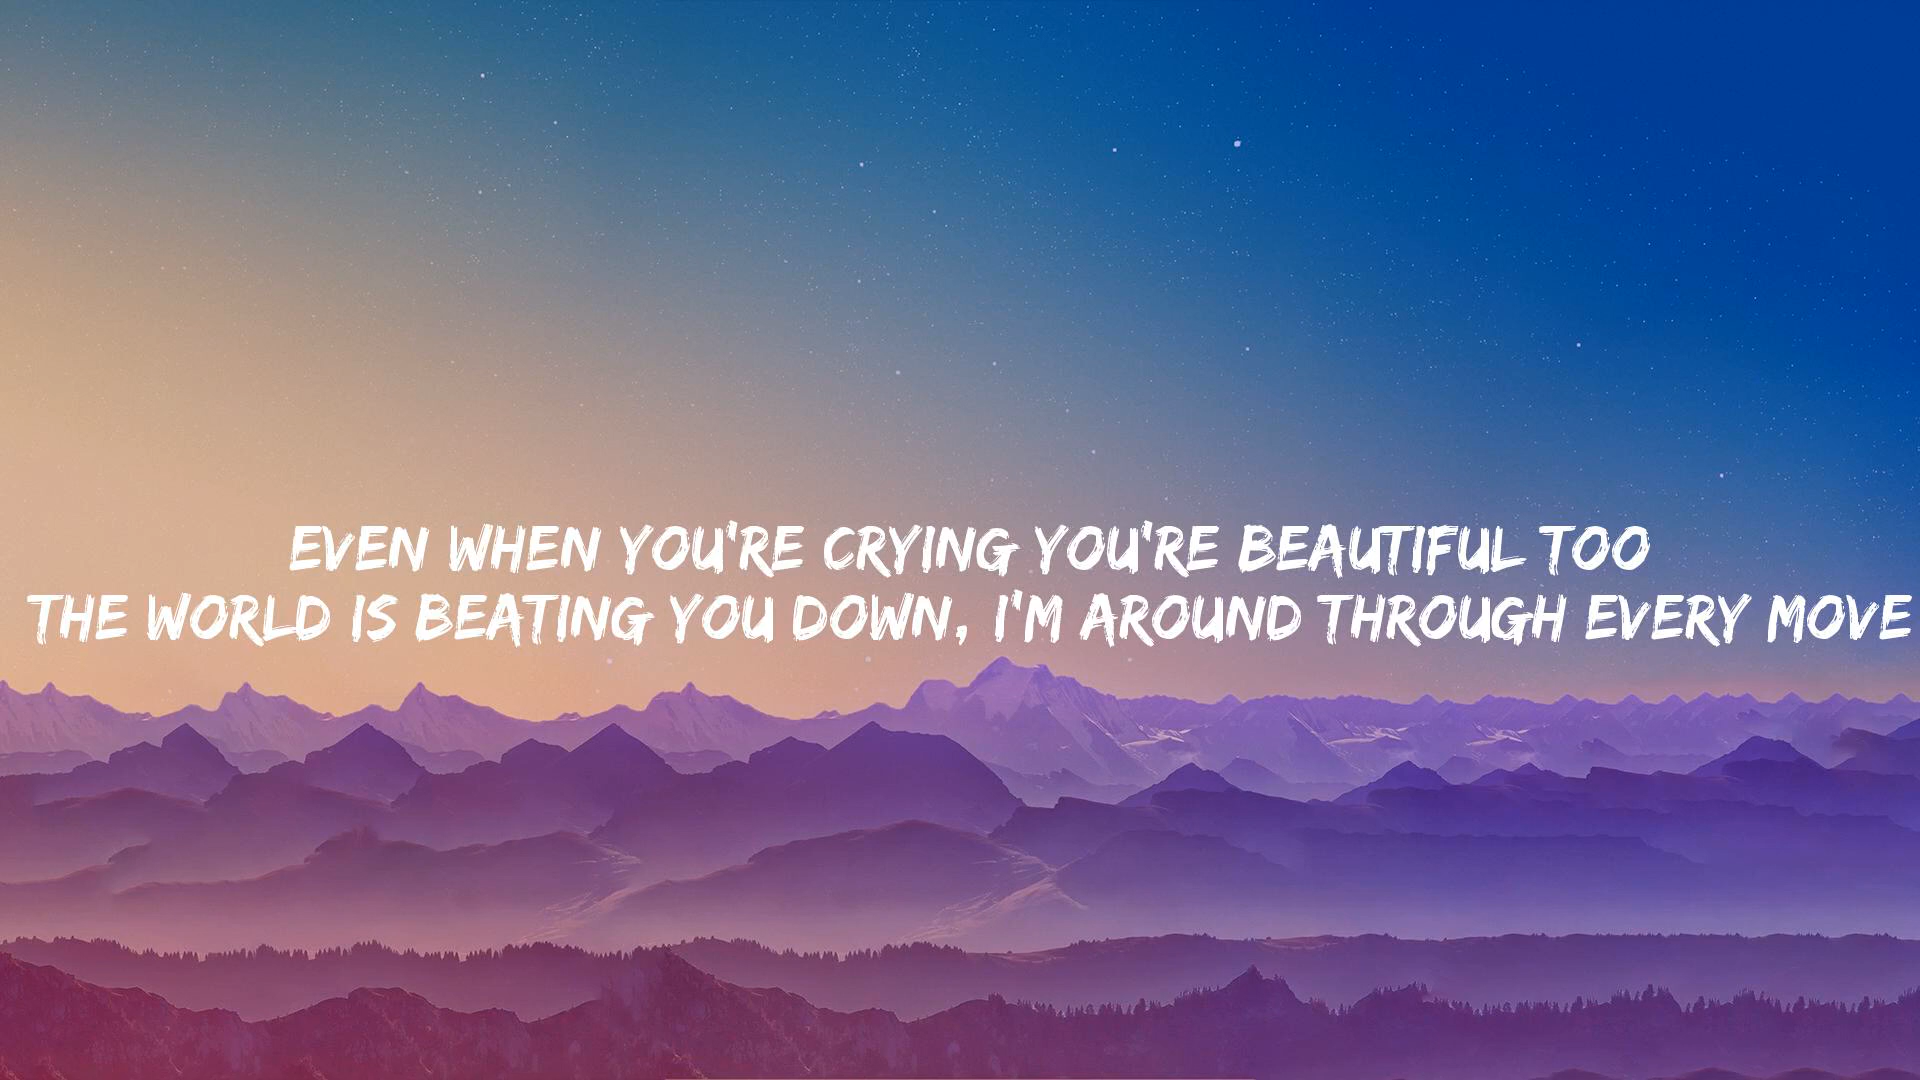 EVEN WHEN YOU'RE CRYING YOU'RE BEAUTIFUL TOO
THE WORLD IS BEATING YOU DOWN, I'M AROUND THROUGH EVERY MOVE